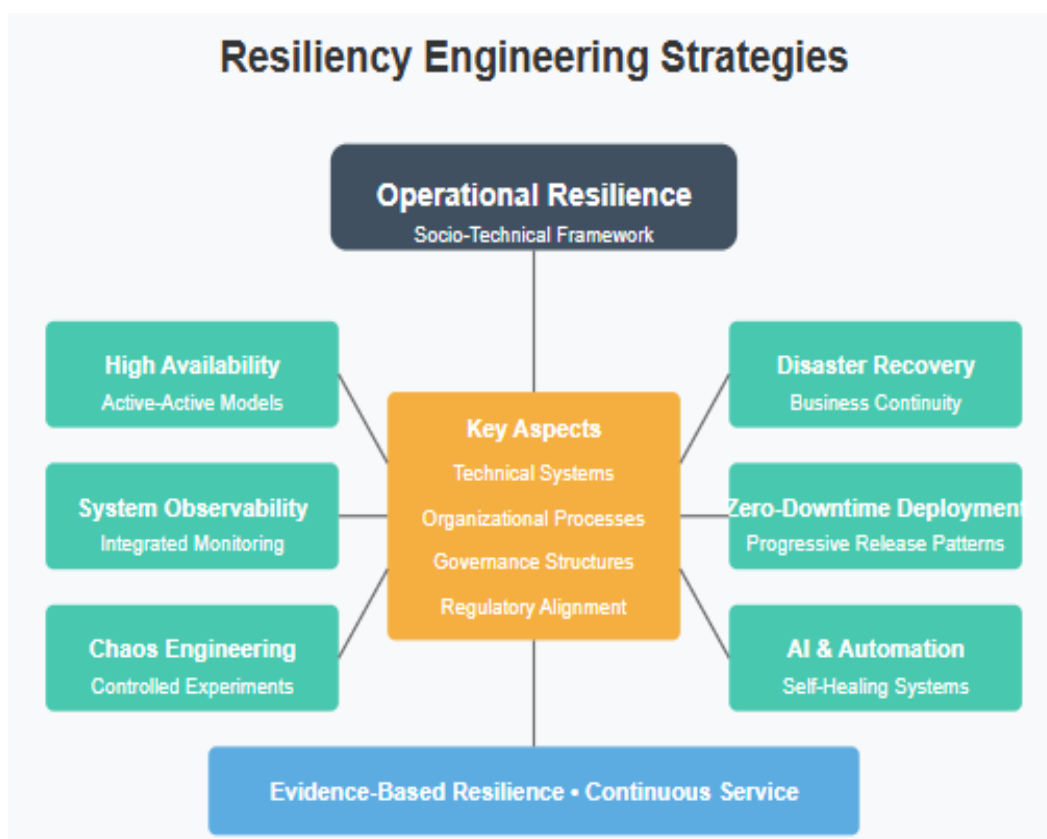 Resiliency Engineering Strategies
Operational Resilience
Socio-Technical Framework
High Availability
Active-Active Models
System Observability
Integrated Monitoring
Chaos Engineering
Controlled Experiments
Key Aspects
Technical Systems
Organizational Processes
Governance Structures
Regulatory Alignment
Disaster Recovery
Business Continuity
Zero-Downtime Deployment
Progressive Release Patterns
AI & Automation
Self-Healing Systems
Evidence-Based Resilience • Continuous Service